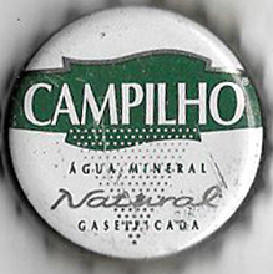 CAMPILHO®
ÁGUA MINERAL
Natural
GASEIFICADA